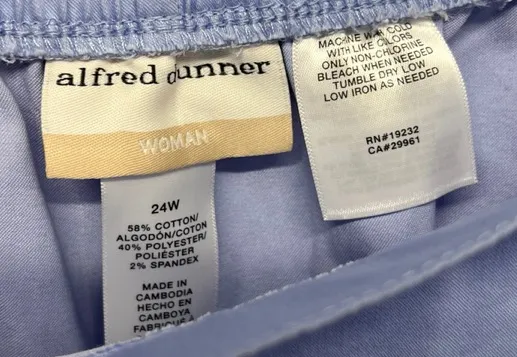 alfred dunner
WOMAN
24W
58% COTTON/
ALGODÓN/COTON
40% POLYESTER/
POLIÉSTER
2% SPANDEX
MADE IN
CAMBODIA
HECHO EN
CAMBOYA
FABRIQUÉ A
MACHINE WASH COLD
WITH LIKE COLORS
ONLY NON-CHLORINE
BLEACH WHEN NEEDED
TUMBLE DRY LOW
LOW IRON AS NEEDED
RN#19232
CA#29961